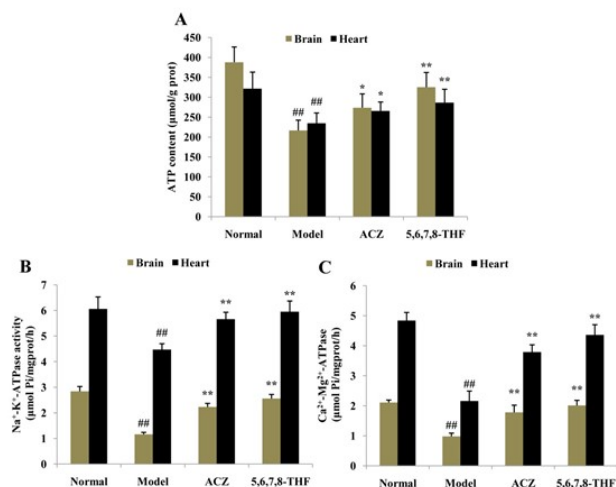 A
Brain Heart
ATP content (μmol/g prot)
450
400
350
300
250
200
150
100
50
0
## ## * * ** **
Normal Model ACZ 5,6,7,8-THF
B
Brain Heart
Na⁺-K⁺-ATPase activity
(μmol Pi/mgprot/h)
7
6
5
4
3
2
1
0
## ## ** ** ** **
Normal Model ACZ 5,6,7,8-THF
C
Brain Heart
Ca²⁺-Mg²⁺-ATPase
(μmol Pi/mgprot/h)
6
5
4
3
2
1
0
## ## ** ** ** **
Normal Model ACZ 5,6,7,8-THF